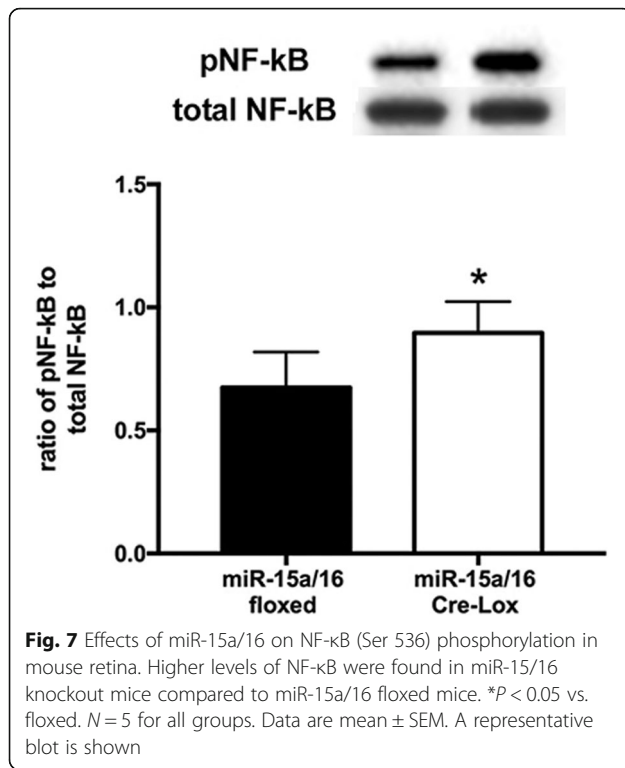 pNF-kB
total NF-kB
ratio of pNF-kB to
total NF-kB
1.5
1.0
0.5
0.0
*
miR-15a/16
floxed
miR-15a/16
Cre-Lox
Fig. 7 Effects of miR-15a/16 on NF-κB (Ser 536) phosphorylation in
mouse retina. Higher levels of NF-κB were found in miR-15/16
knockout mice compared to miR-15a/16 floxed mice. *P < 0.05 vs.
floxed. N = 5 for all groups. Data are mean ± SEM. A representative
blot is shown